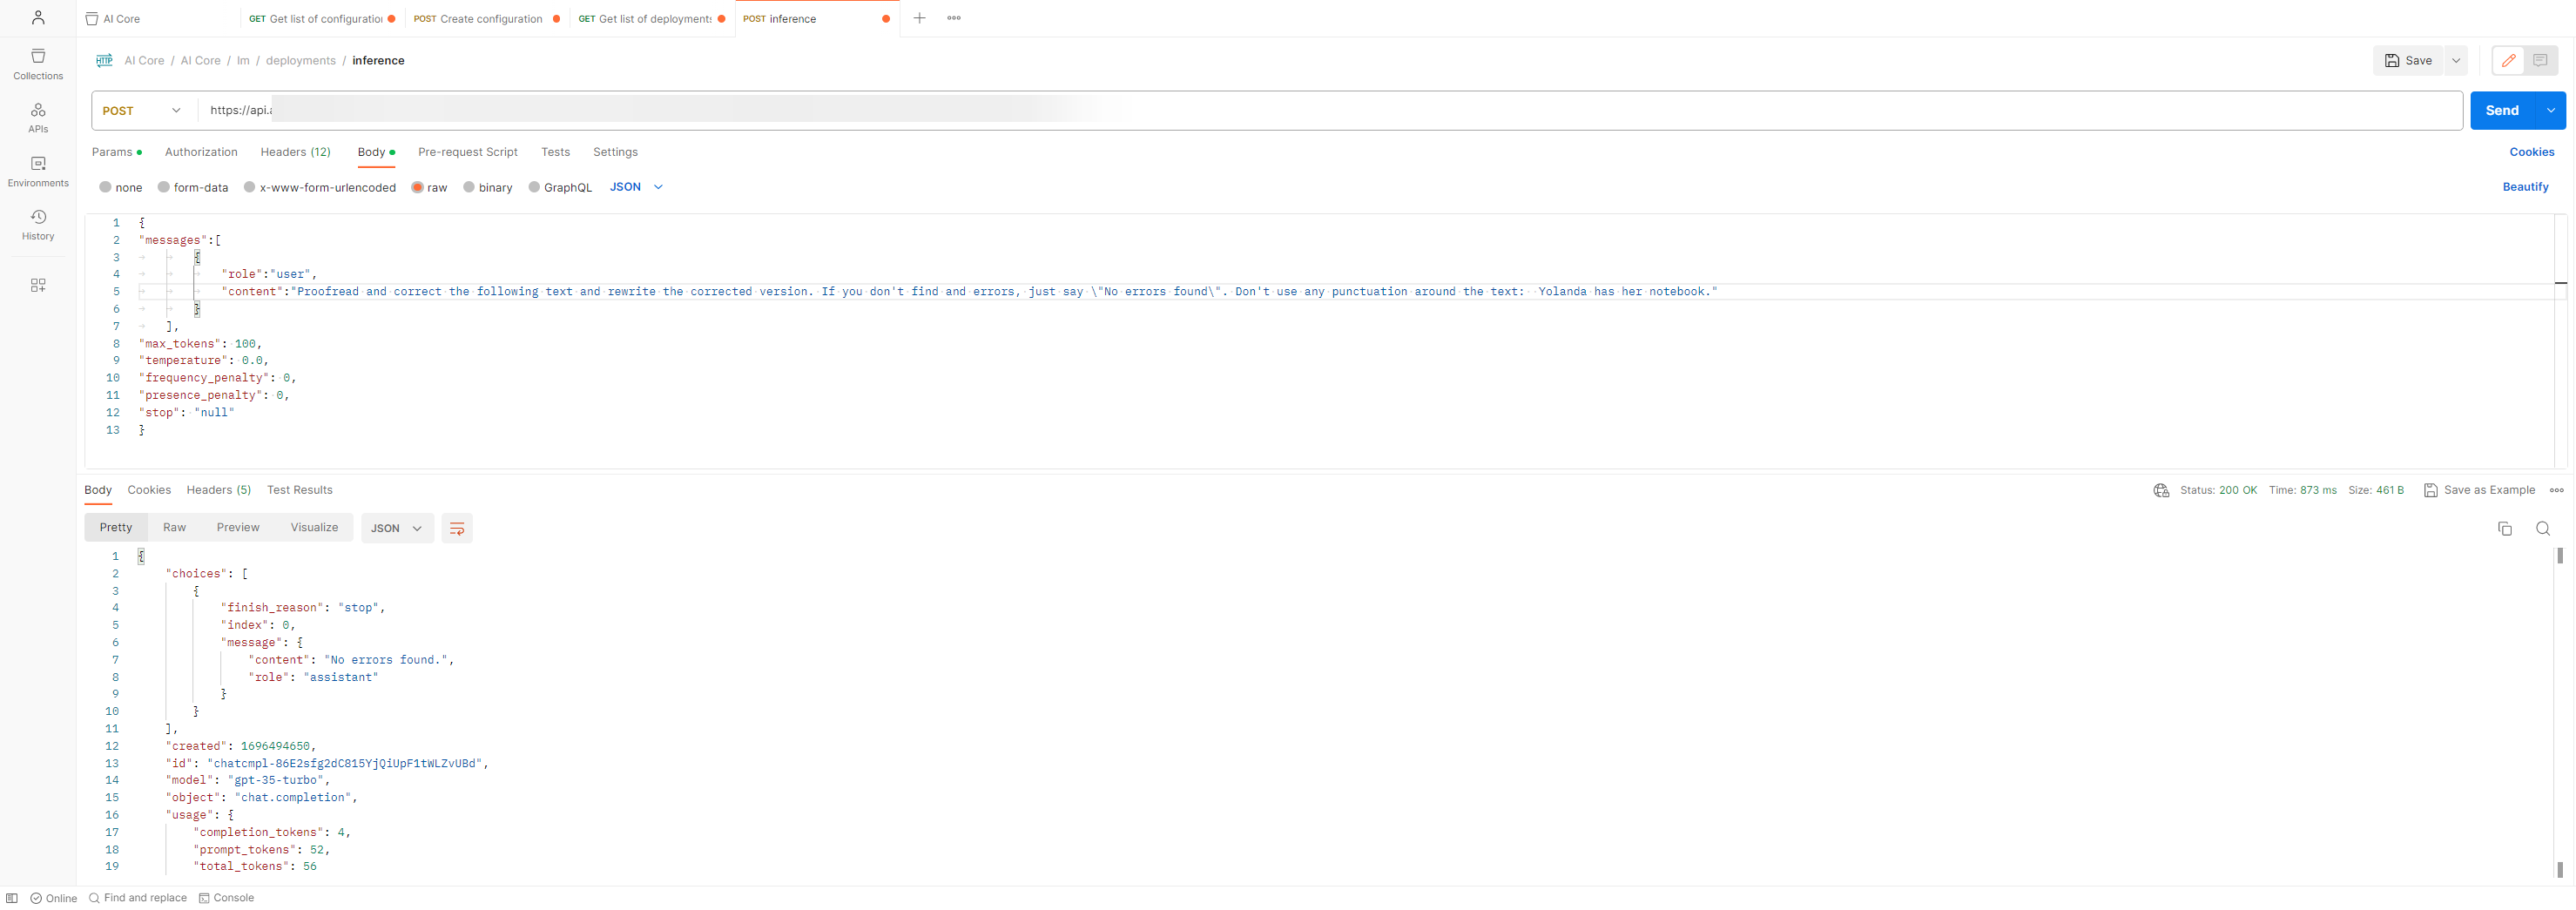 AI Core
GET Get list of configuration
POST Create configuration
GET Get list of deployments
POST inference
Collections
APIs
Environments
History
HTTP AI Core / AI Core / lm / deployments / inference
Save
POST
https://api.a
Send
Params
Authorization
Headers (12)
Body
Pre-request Script
Tests
Settings
Cookies
none
form-data
x-www-form-urlencoded
raw
binary
GraphQL
JSON
Beautify
1 {
2 "messages":[
3 {
4 "role":"user",
5 "content":"Proofread and correct the following text and rewrite the corrected version. If you don't find and errors, just say \"No errors found\". Don't use any punctuation around the text:  Yolanda has her notebook."
6 }
7 ],
8 "max_tokens": 100,
9 "temperature": 0.0,
10 "frequency_penalty": 0,
11 "presence_penalty": 0,
12 "stop": "null"
13 }
Body
Cookies
Headers (5)
Test Results
Status: 200 OK
Time: 873 ms
Size: 461 B
Save as Example
Pretty
Raw
Preview
Visualize
JSON
1 {
2 "choices": [
3 {
4 "finish_reason": "stop",
5 "index": 0,
6 "message": {
7 "content": "No errors found.",
8 "role": "assistant"
9 }
10 }
11 ],
12 "created": 1696494650,
13 "id": "chatcmpl-86E2sfg2dC815YjQiUpF1tWLZvUBd",
14 "model": "gpt-35-turbo",
15 "object": "chat.completion",
16 "usage": {
17 "completion_tokens": 4,
18 "prompt_tokens": 52,
19 "total_tokens": 56
Online
Find and replace
Console